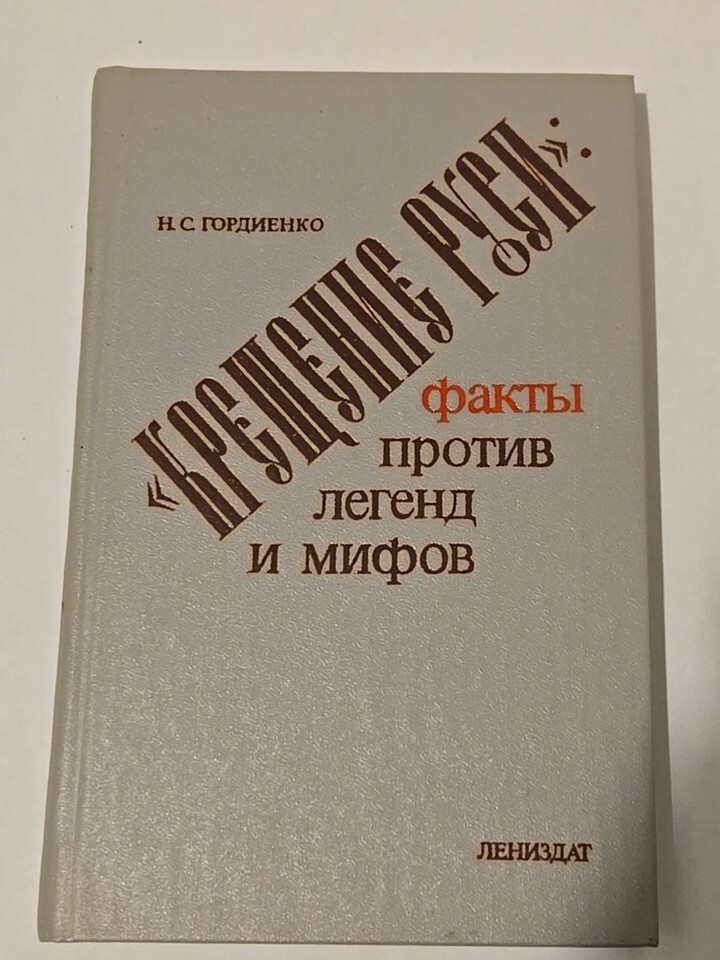 Н. С. ГОРДИЕНКО
«КРЕЩЕНИЕ РУСИ»:
факты
против
легенд
и мифов
ЛЕНИЗДАТ